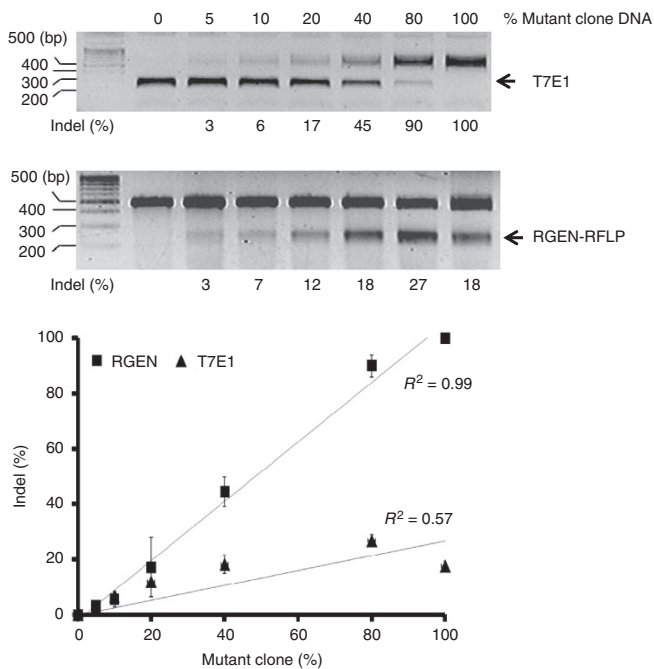 0 5 10 20 40 80 100 % Mutant clone DNA
500 (bp)
400
300
200
T7E1
Indel (%) 3 6 17 45 90 100
500 (bp)
400
300
200
RGEN-RFLP
Indel (%) 3 7 12 18 27 18
100
80
60
40
20
0
Indel (%)
RGEN T7E1
R² = 0.99
R² = 0.57
0 20 40 60 80 100
Mutant clone (%)